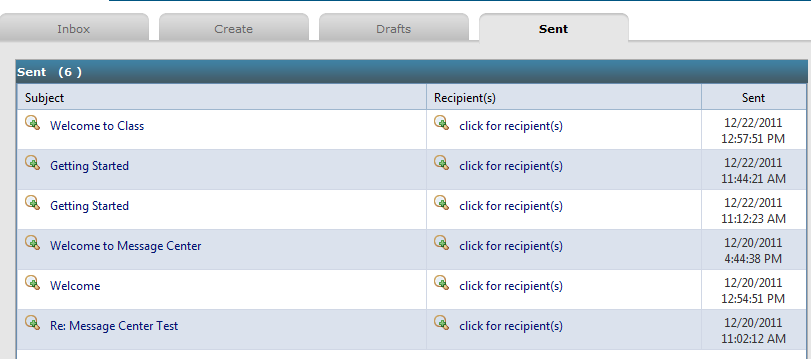 Inbox Create Drafts Sent
Sent (6 )
Subject Recipient(s) Sent
Welcome to Class click for recipient(s) 12/22/2011
12:57:51 PM
Getting Started click for recipient(s) 12/22/2011
11:44:21 AM
Getting Started click for recipient(s) 12/22/2011
11:12:23 AM
Welcome to Message Center click for recipient(s) 12/20/2011
4:44:38 PM
Welcome click for recipient(s) 12/20/2011
12:54:51 PM
Re: Message Center Test click for recipient(s) 12/20/2011
11:02:12 AM